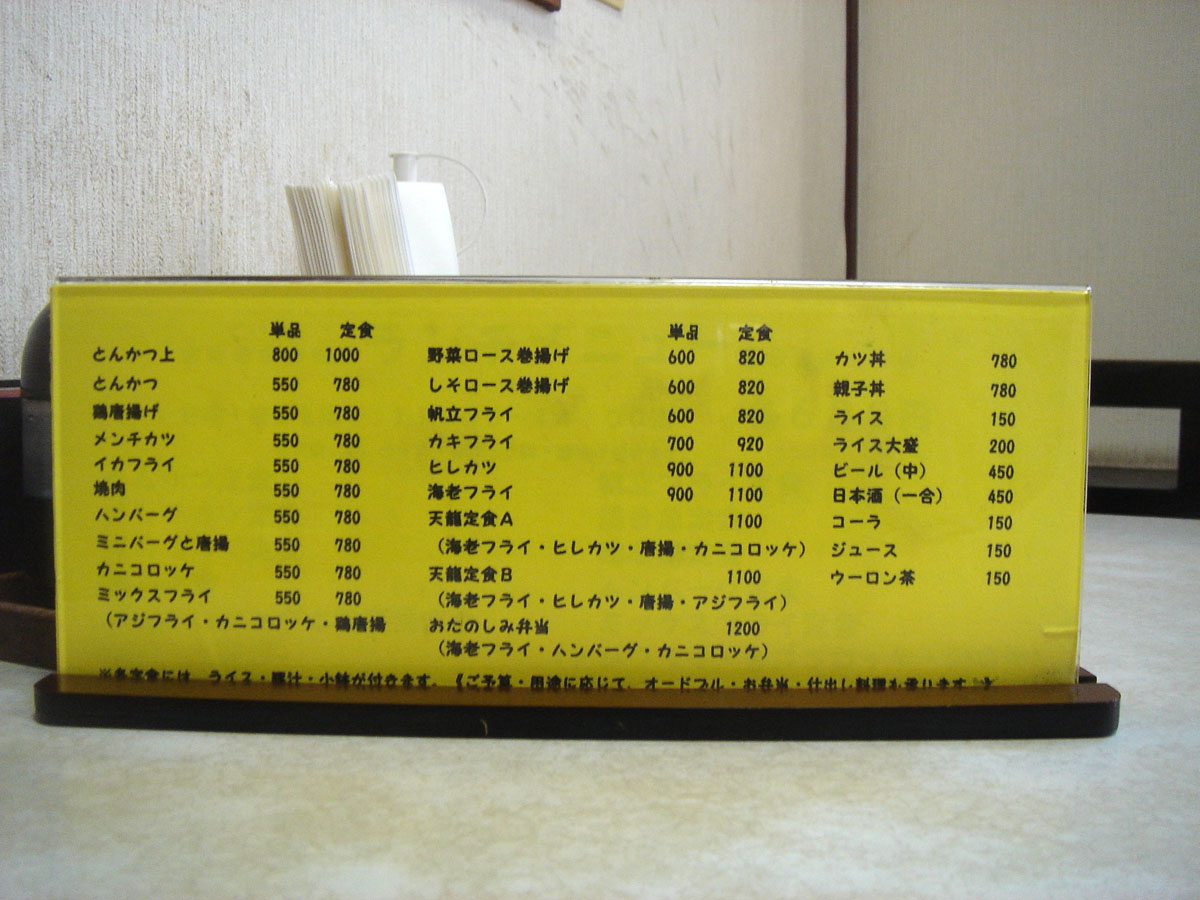 単品 定食
とんかつ上 800 1000
とんかつ 550 780
鶏唐揚げ 550 780
メンチカツ 550 780
イカフライ 550 780
焼肉 550 780
ハンバーグ 550 780
ミニバーグと唐揚 550 780
カニコロッケ 550 780
ミックスフライ 550 780
（アジフライ・カニコロッケ・鶏唐揚
単品 定食
野菜ロース巻揚げ 600 820
しそロース巻揚げ 600 820
帆立フライ 600 820
カキフライ 700 920
ヒレカツ 900 1100
海老フライ 900 1100
天龍定食A 1100
（海老フライ・ヒレカツ・唐揚・カニコロッケ）
天龍定食B 1100
（海老フライ・ヒレカツ・唐揚・アジフライ）
おたのしみ弁当 1200
（海老フライ・ハンバーグ・カニコロッケ）
カツ丼 780
親子丼 780
ライス 150
ライス大盛 200
ビール（中） 450
日本酒（一合） 450
コーラ 150
ジュース 150
ウーロン茶 150
※各定食には、ライス・豚汁・小鉢が付きます。《ご予算・用途に応じて、オードブル・お弁当・仕出し料理も承ります。》